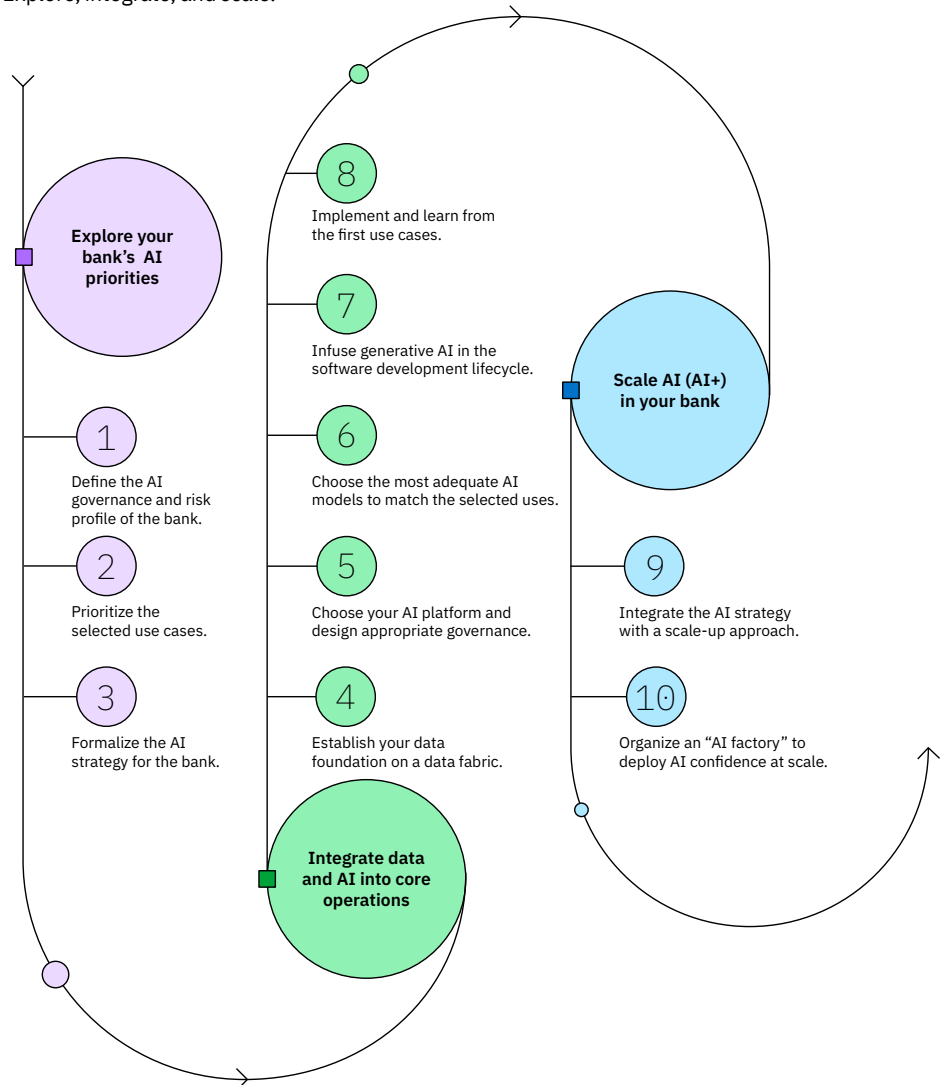 Explore, integrate, and scale.
Explore your
bank’s AI
priorities
1
Define the AI
governance and risk
profile of the bank.
2
Prioritize the
selected use cases.
3
Formalize the AI
strategy for the bank.
Integrate data
and AI into core
operations
4
Establish your data
foundation on a data fabric.
5
Choose your AI platform and
design appropriate governance.
6
Choose the most adequate AI
models to match the selected uses.
7
Infuse generative AI in the
software development lifecycle.
8
Implement and learn from
the first use cases.
Scale AI (AI+)
in your bank
9
Integrate the AI strategy
with a scale-up approach.
10
Organize an “AI factory” to
deploy AI confidence at scale.